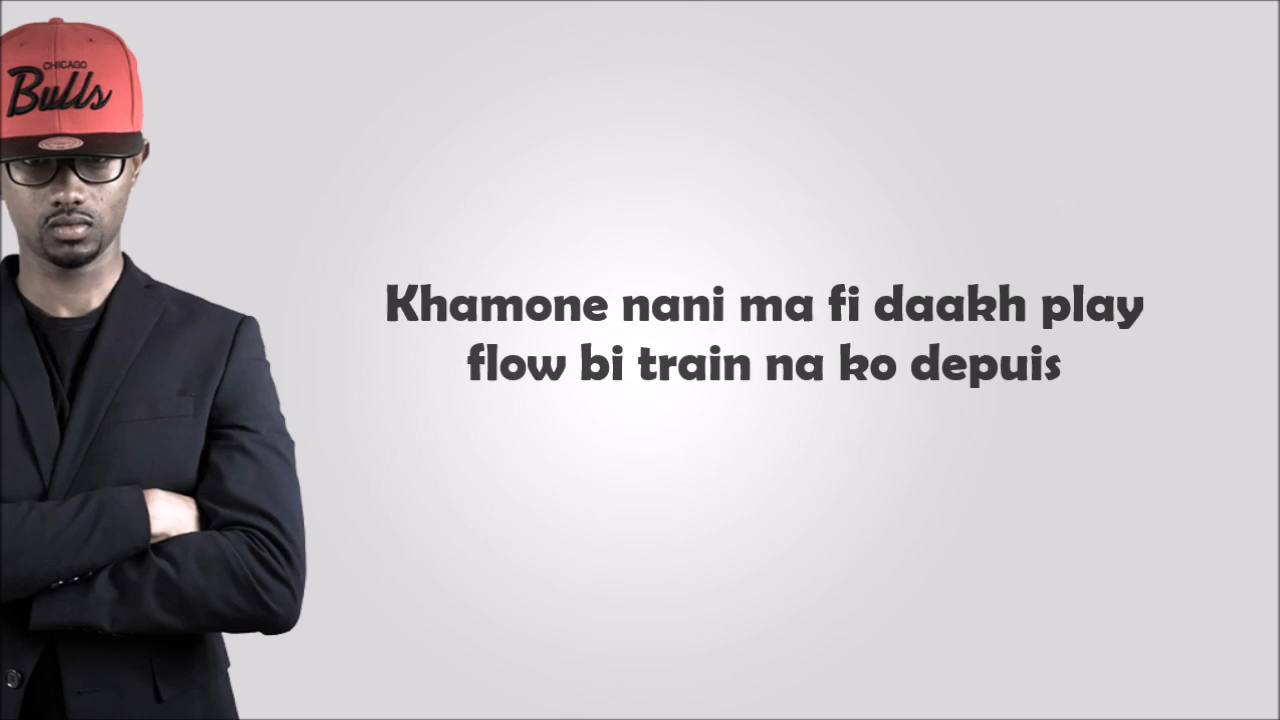 CHICAGO
Bulls
Khamone nani ma fi daakh play
flow bi train na ko depuis